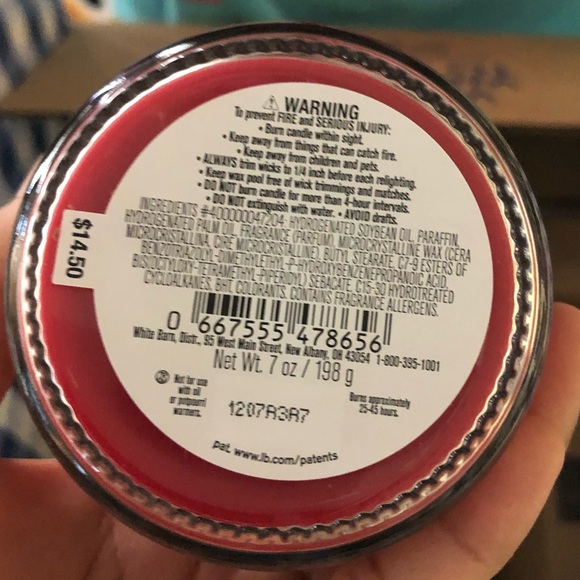 ⚠ WARNING
To prevent FIRE and SERIOUS INJURY:
• Burn candle within sight.
• Keep away from things that can catch fire.
• Keep away from children and pets.
• ALWAYS trim wicks to 1/4 inch before each relighting.
• Keep wax pool free of wick trimmings and matches.
• DO NOT burn candle for more than 4-hour intervals.
• DO NOT extinguish with water. • AVOID drafts.
INGREDIENTS #400000047204: HYDROGENATED SOYBEAN OIL, PARAFFIN,
HYDROGENATED PALM OIL, FRAGRANCE (PARFUM), MICROCRYSTALLINE WAX (CERA
MICROCRISTALLINA, CIRE MICROCRISTALLINE), BUTYL STEARATE, C7-9 ESTERS OF
BENZOTRIAZOLYL-DIMETHYLETHYL-P-HYDROXYBENZENEPROPANOIC ACID,
BIS(OCTYLOXY-TETRAMETHYL-PIPERIDYL) SEBACATE, C15-30 HYDROTREATED
CYCLOALKANES, BHT, COLORANTS. CONTAINS FRAGRANCE ALLERGENS.
$14.50
0 667555 478656
White Barn, Distr., 95 West Main Street, New Albany, OH 43054 1-800-395-1001
Net Wt. 7 oz / 198 g
Not for use
with oil
or potpourri
warmers.
1207A3A7
Burns approximately
25-45 hours.
pat. www.lb.com/patents